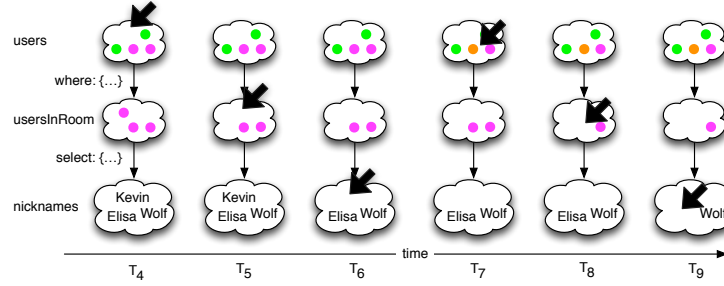 users
where: {…}
usersInRoom
select: {…}
nicknames
Kevin
Elisa Wolf
Kevin
Elisa Wolf
Elisa Wolf
Elisa Wolf
Elisa Wolf
Wolf
time
T4 T5 T6 T7 T8 T9